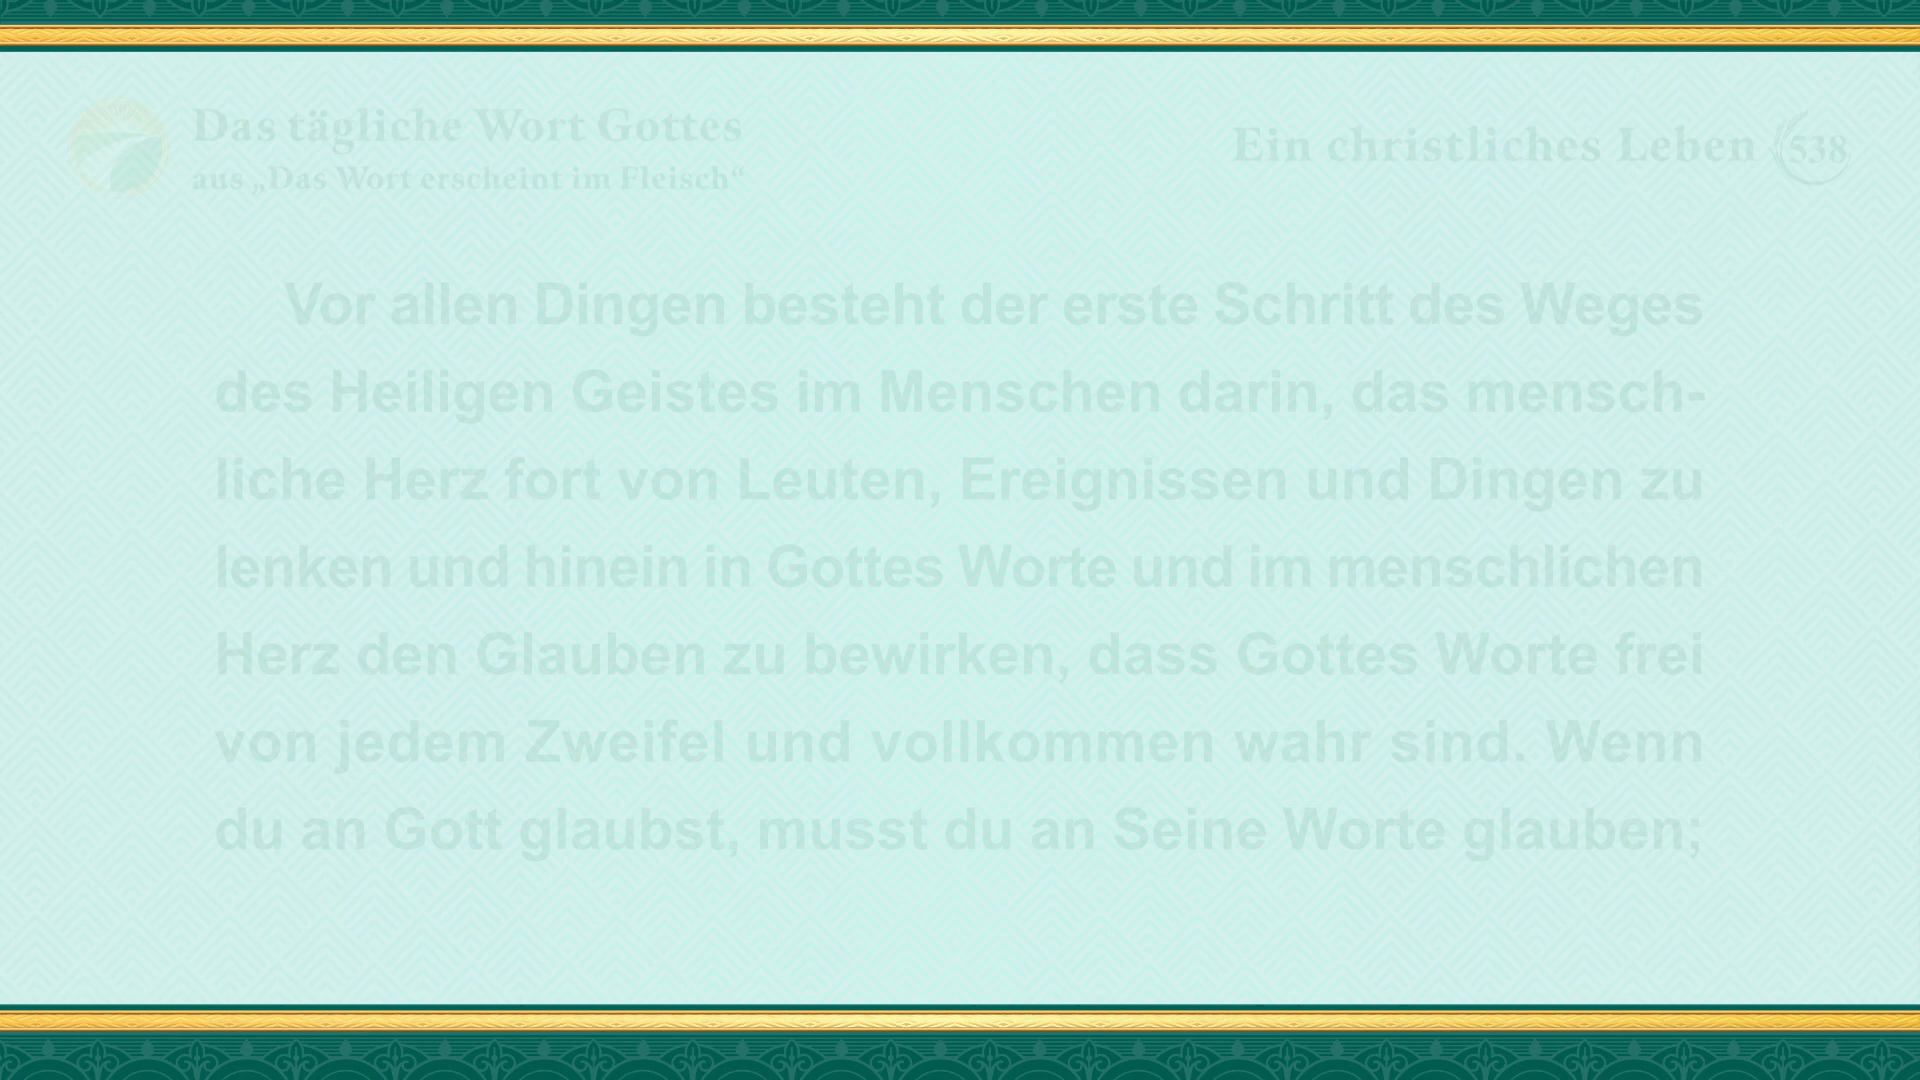 Das tägliche Wort Gottes
aus „Das Wort erscheint im Fleisch“
Ein christliches Leben 538
Vor allen Dingen besteht der erste Schritt des Weges
des Heiligen Geistes im Menschen darin, das mensch-
liche Herz fort von Leuten, Ereignissen und Dingen zu
lenken und hinein in Gottes Worte und im menschlichen
Herz den Glauben zu bewirken, dass Gottes Worte frei
von jedem Zweifel und vollkommen wahr sind. Wenn
du an Gott glaubst, musst du an Seine Worte glauben;